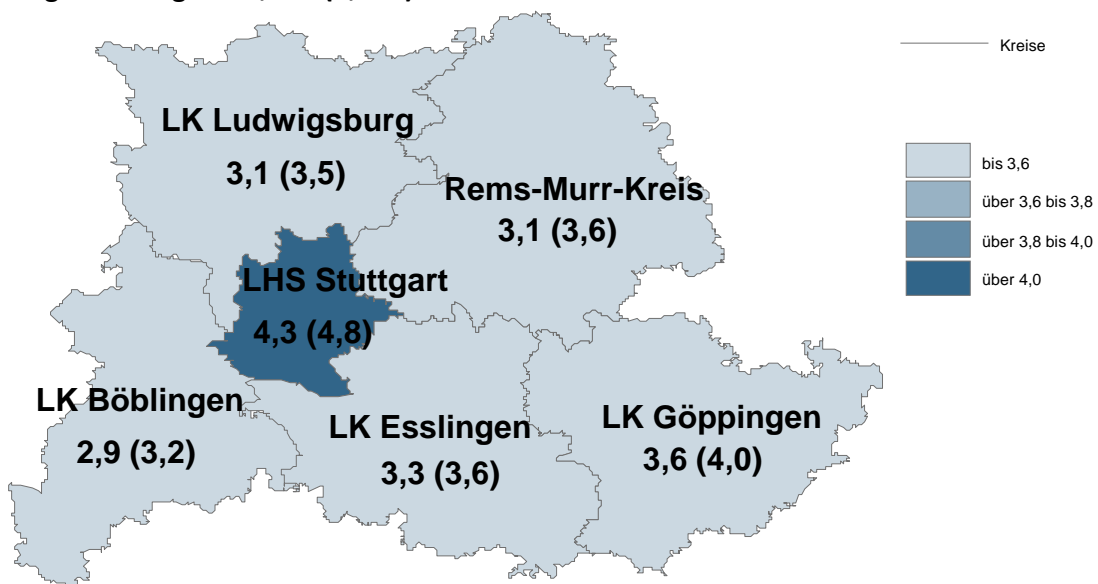 Kreise
LK Ludwigsburg
3,1 (3,5)
Rems-Murr-Kreis
3,1 (3,6)
LHS Stuttgart
4,3 (4,8)
LK Böblingen
2,9 (3,2)
LK Esslingen
3,3 (3,6)
LK Göppingen
3,6 (4,0)
bis 3,6
über 3,6 bis 3,8
über 3,8 bis 4,0
über 4,0